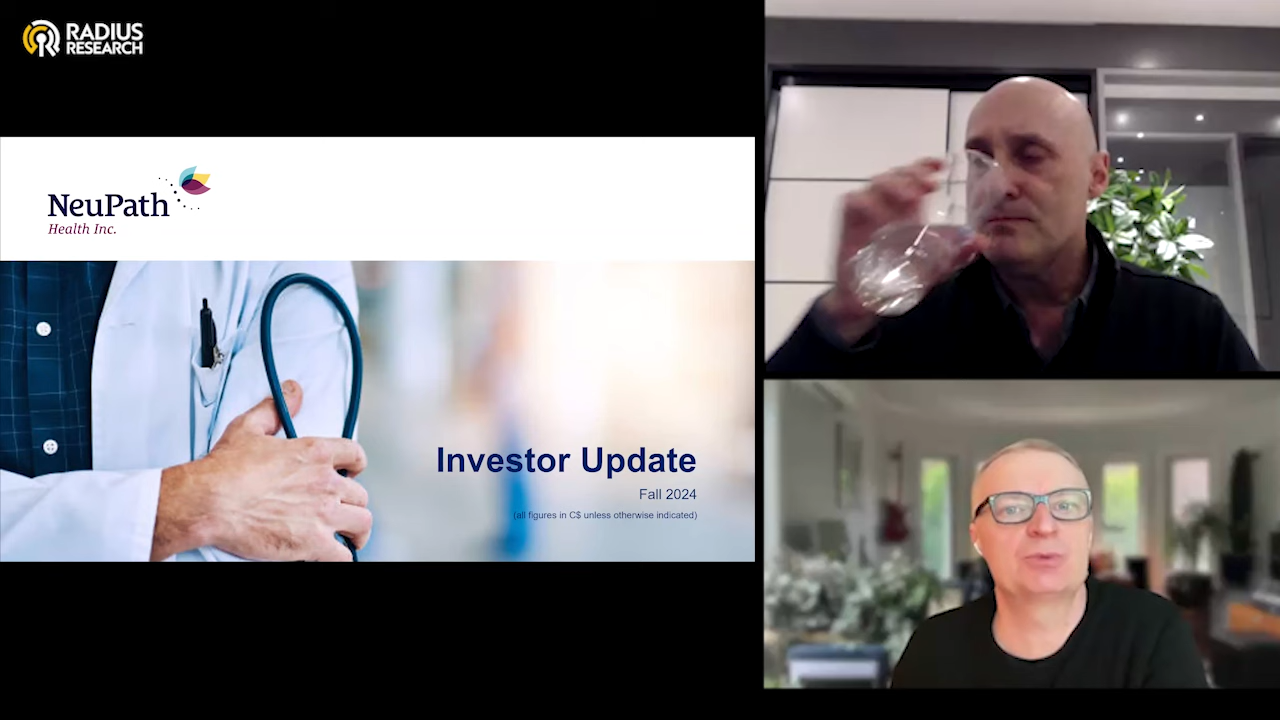 RADIUS
RESEARCH
NeuPath
Health Inc.
Investor Update
Fall 2024
(all figures in C$ unless otherwise indicated)